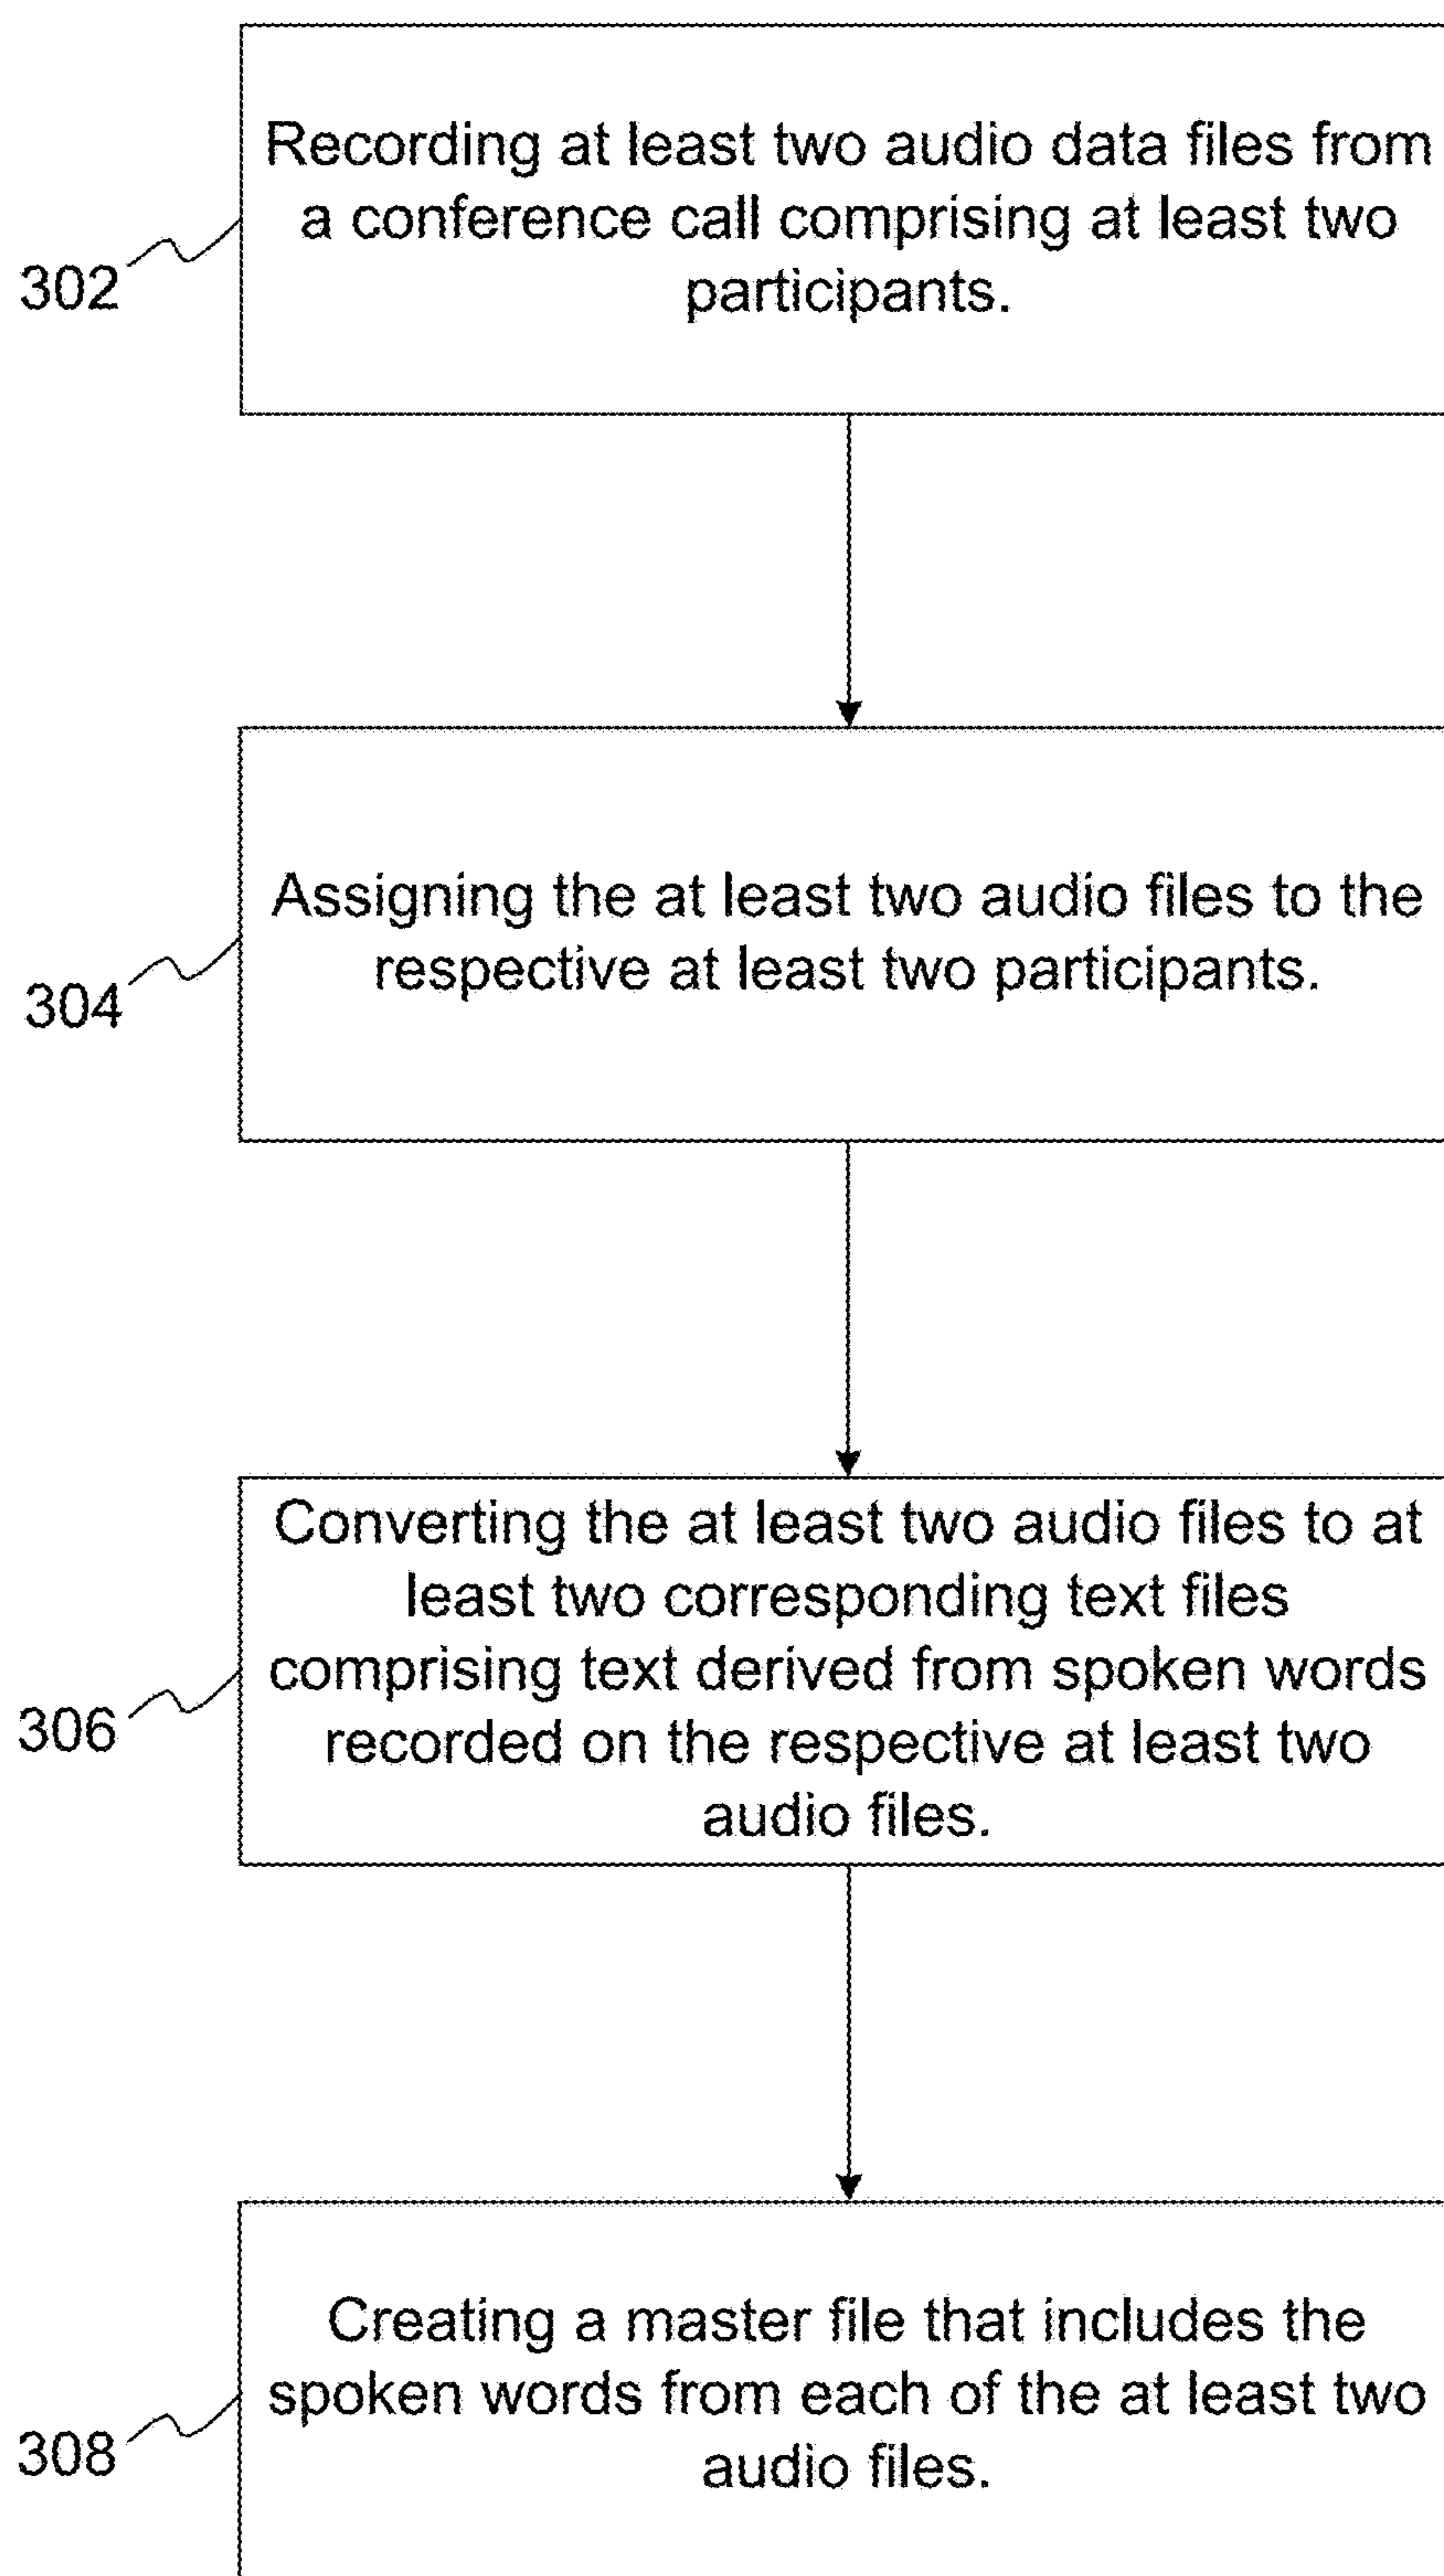 Recording at least two audio data files from
a conference call comprising at least two
participants.
302
Assigning the at least two audio files to the
respective at least two participants.
304
Converting the at least two audio files to at
least two corresponding text files
comprising text derived from spoken words
recorded on the respective at least two
audio files.
306
Creating a master file that includes the
spoken words from each of the at least two
audio files.
308